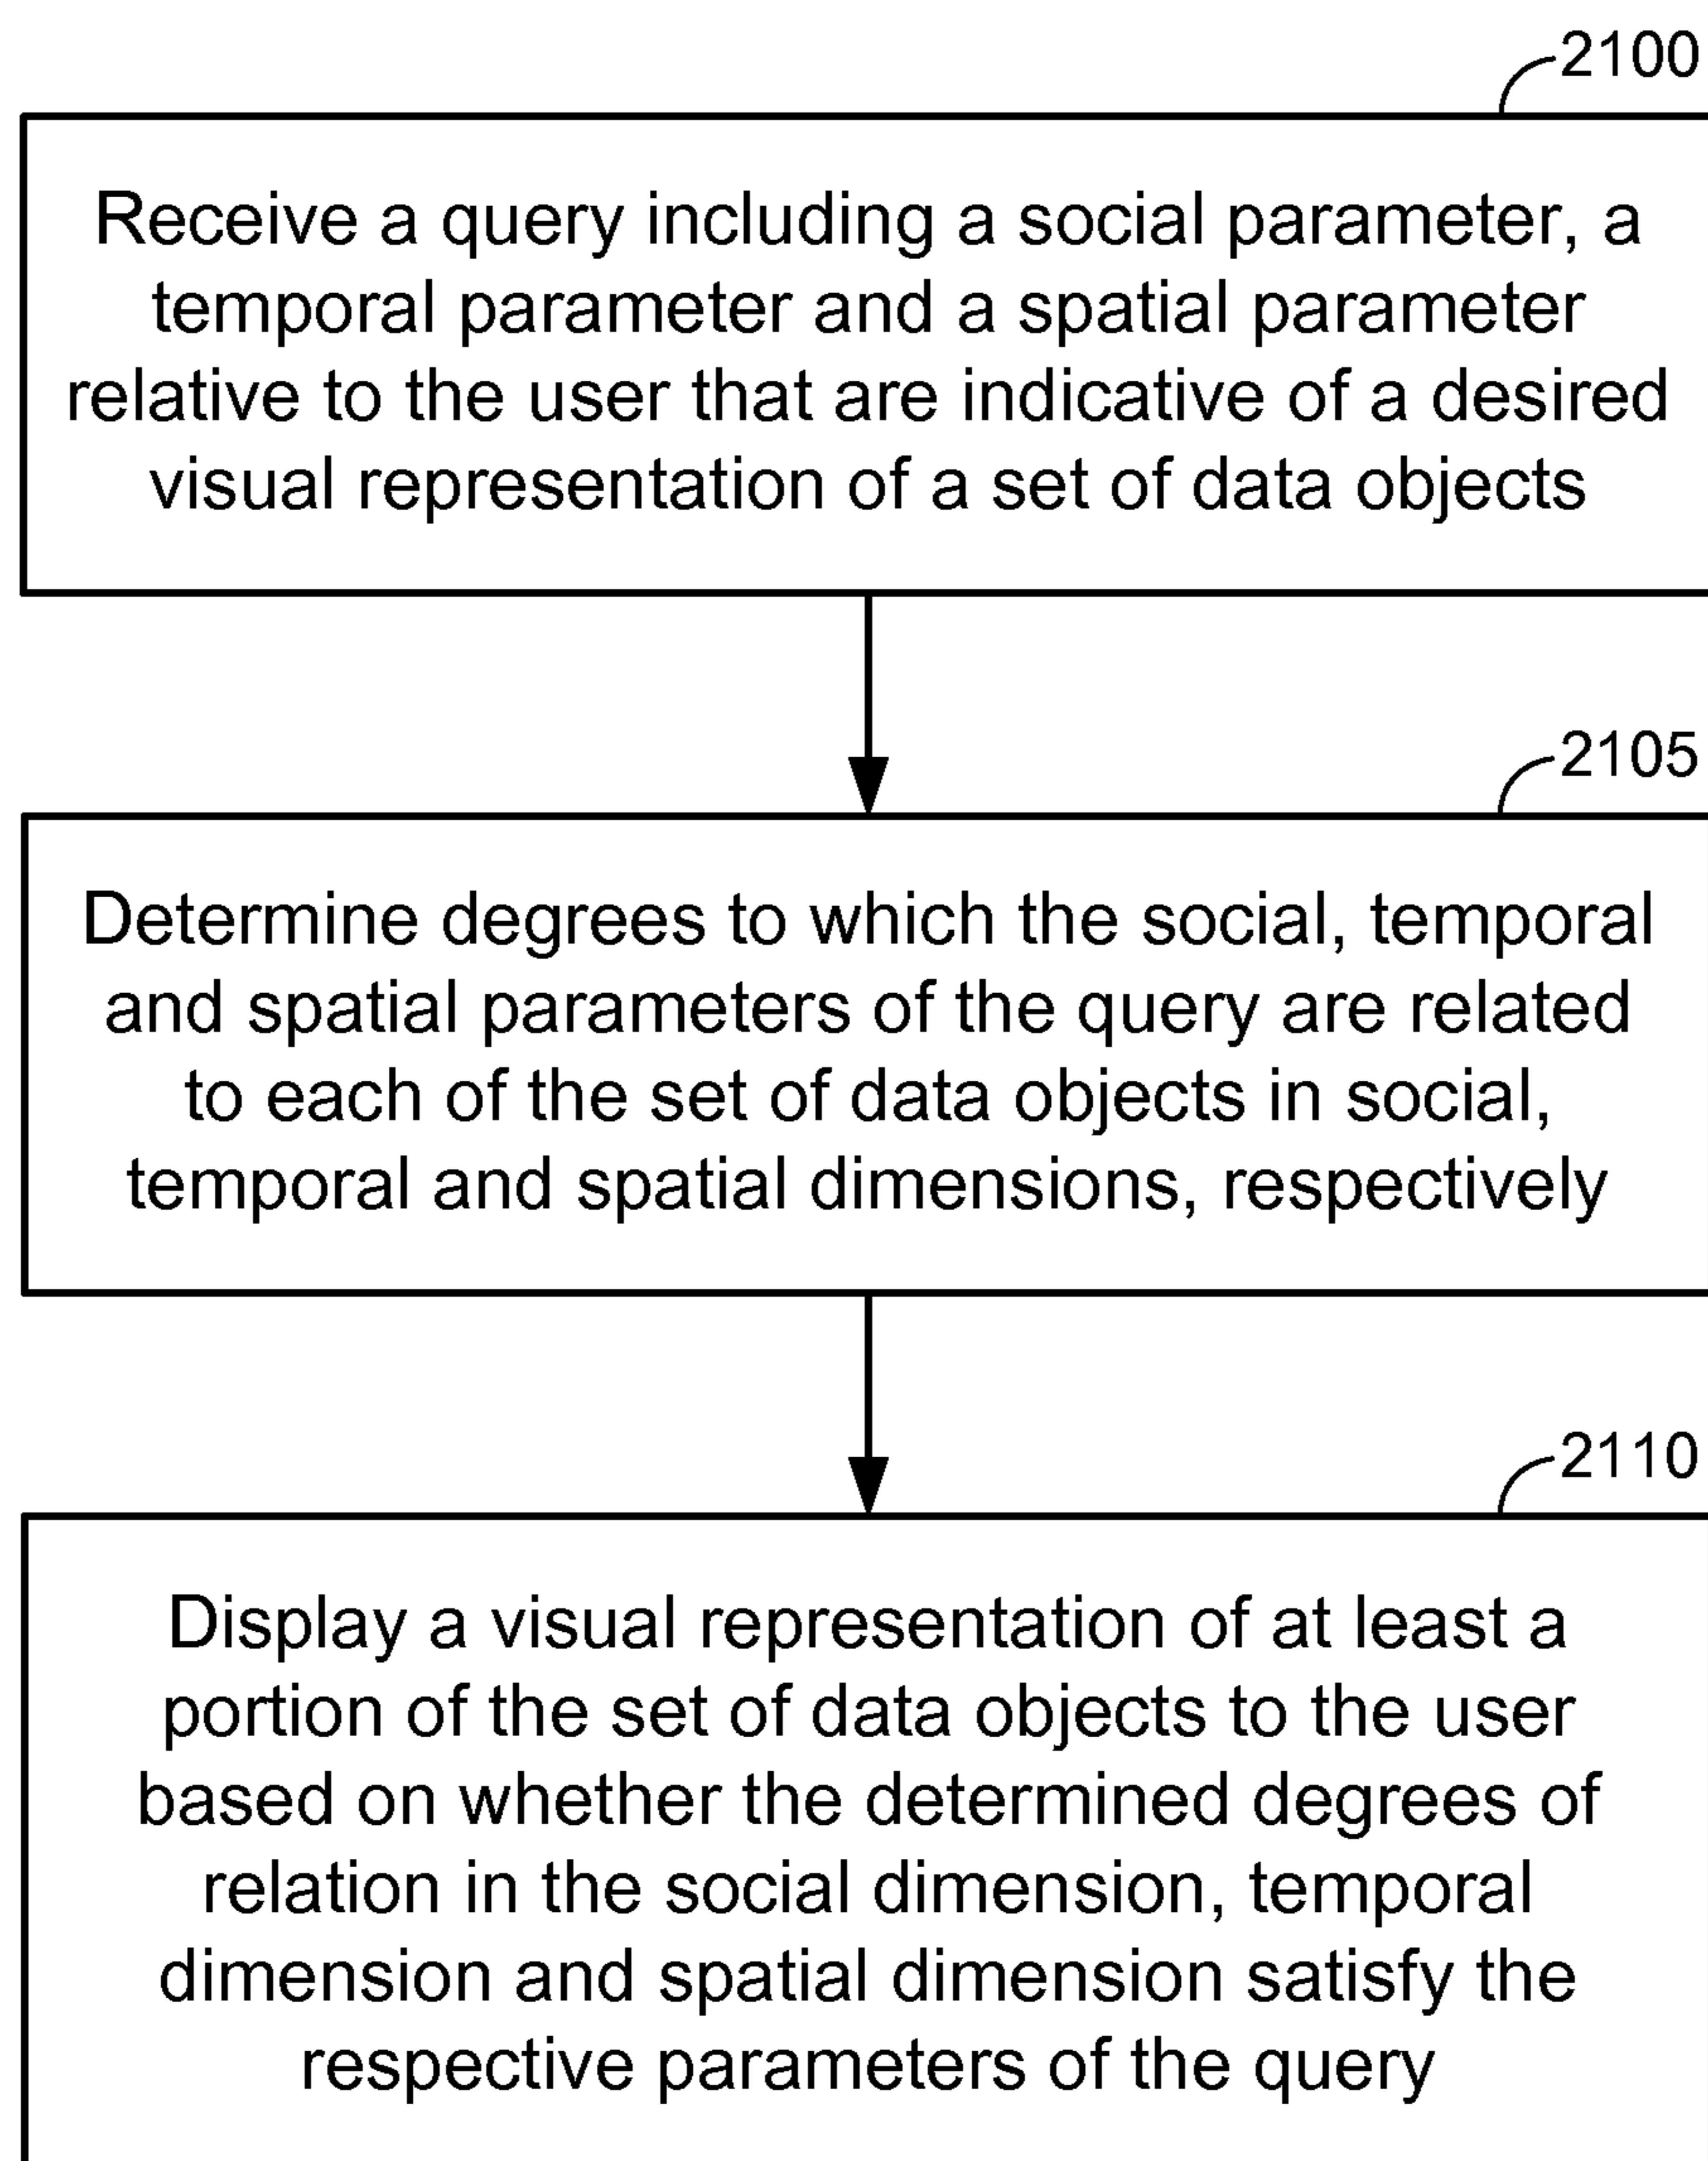 2100
Receive a query including a social parameter, a
temporal parameter and a spatial parameter
relative to the user that are indicative of a desired
visual representation of a set of data objects
2105
Determine degrees to which the social, temporal
and spatial parameters of the query are related
to each of the set of data objects in social,
temporal and spatial dimensions, respectively
2110
Display a visual representation of at least a
portion of the set of data objects to the user
based on whether the determined degrees of
relation in the social dimension, temporal
dimension and spatial dimension satisfy the
respective parameters of the query